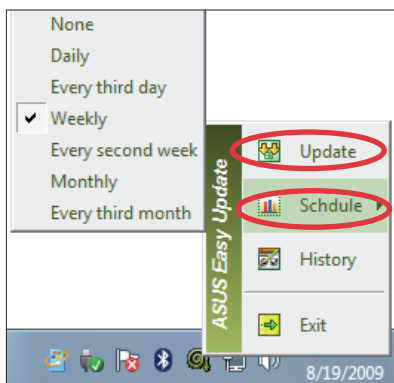 None
Daily
Every third day
Weekly
Every second week
Monthly
Every third month
ASUS Easy Update
Update
Schdule
History
Exit
8/19/2009